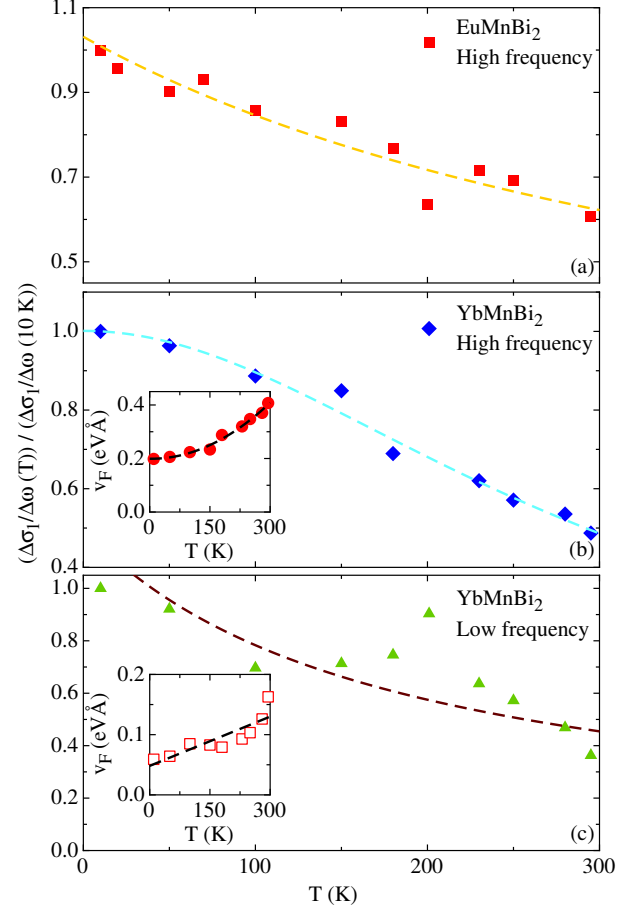 1.1
EuMnBi₂
High frequency
0.9
0.7
0.5
(a)
(Δσ₁/Δω (T)) / (Δσ₁/Δω (10 K))
YbMnBi₂
High frequency
1.0
0.8
0.6
0.4
v_F (eVÅ)
0.4
0.2
0.0
0 150 300
T (K)
(b)
YbMnBi₂
Low frequency
1.0
0.8
0.6
0.4
0.2
0.0
v_F (eVÅ)
0.2
0.1
0.0
0 150 300
T (K)
(c)
0 100 200 300
T (K)